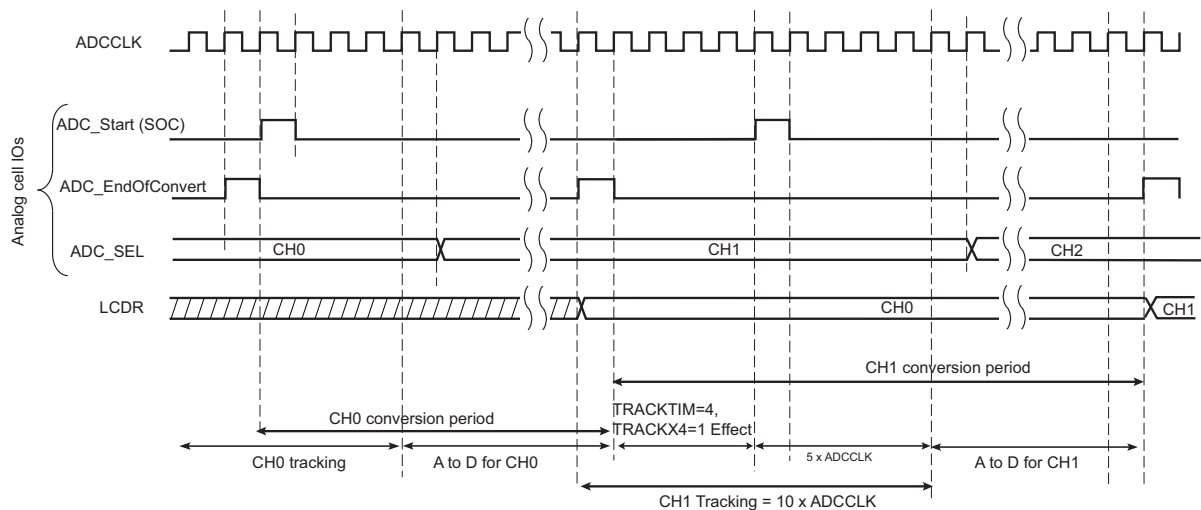 ADCCLK
Analog cell IOs
ADC_Start (SOC)
ADC_EndOfConvert
ADC_SEL
CH0
CH1
CH2
LCDR
CH0
CH1
CH1 conversion period
CH0 conversion period
TRACKTIM=4,
TRACKX4=1 Effect
CH0 tracking
A to D for CH0
5 x ADCCLK
A to D for CH1
CH1 Tracking = 10 x ADCCLK